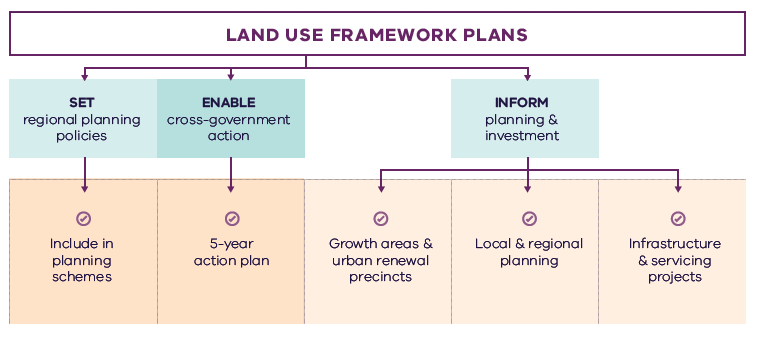 LAND USE FRAMEWORK PLANS
SET
regional planning
policies
ENABLE
cross-government
action
INFORM
planning &
investment
Include in
planning
schemes
5-year
action plan
Growth areas &
urban renewal
precincts
Local & regional
planning
Infrastructure
& servicing
projects